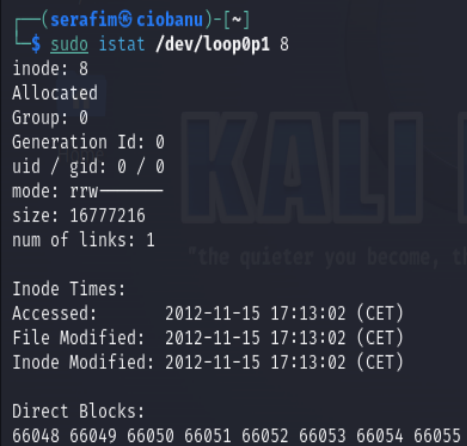 (serafim㉿ciobanu)-[~]
$ sudo istat /dev/loop0p1 8
inode: 8
Allocated
Group: 0
Generation Id: 0
uid / gid: 0 / 0
mode: rrw-------
size: 16777216
num of links: 1
KALI
"the quieter you become, th
Inode Times:
Accessed:       2012-11-15 17:13:02 (CET)
File Modified:  2012-11-15 17:13:02 (CET)
Inode Modified: 2012-11-15 17:13:02 (CET)
Direct Blocks:
66048 66049 66050 66051 66052 66053 66054 66055